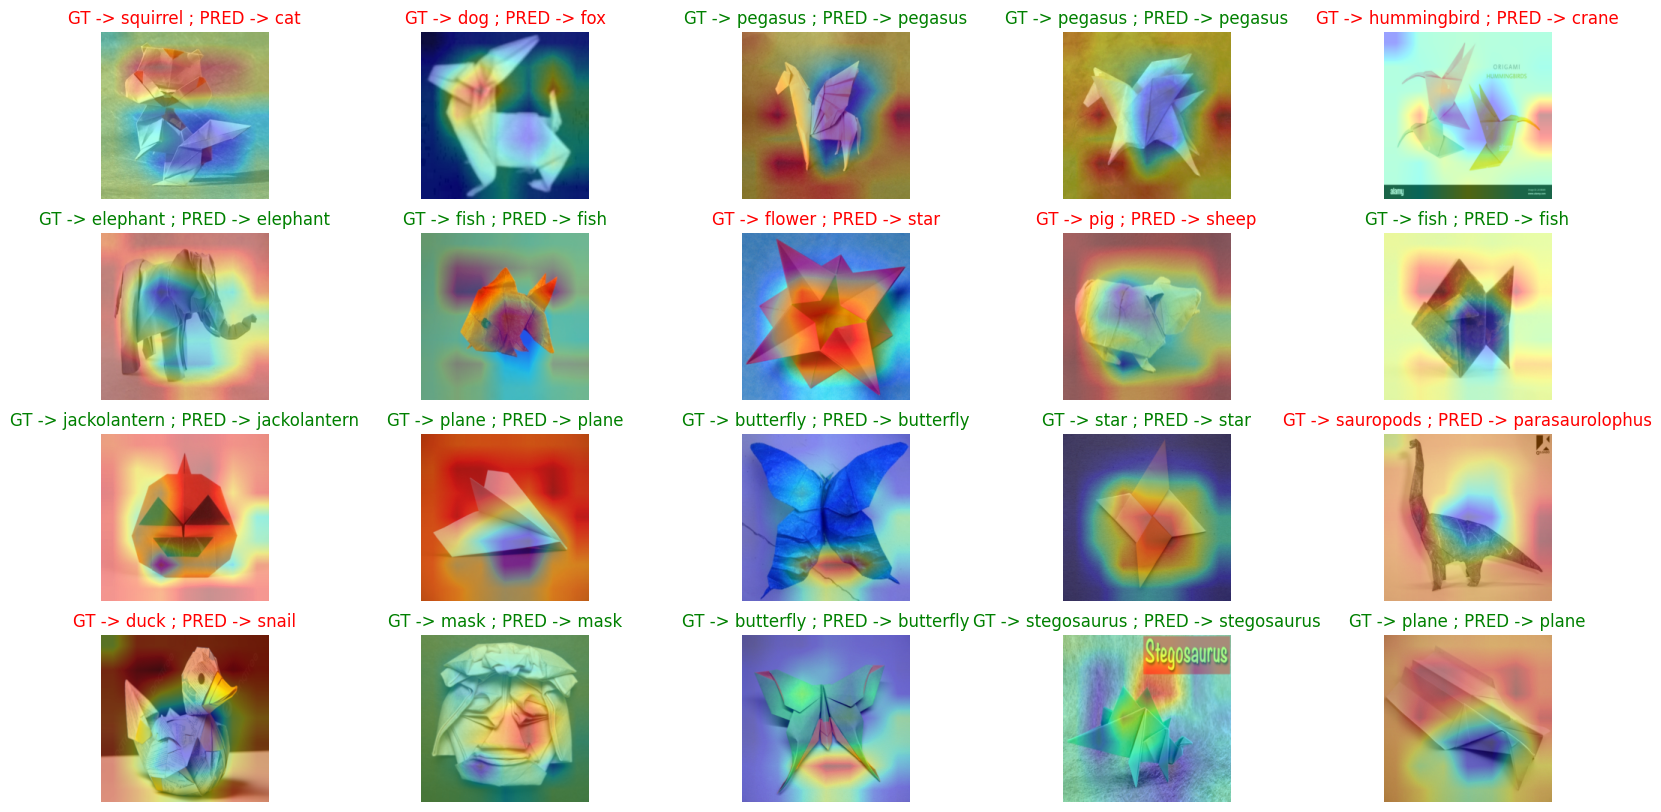 GT -> squirrel ; PRED -> cat
GT -> dog ; PRED -> fox
GT -> pegasus ; PRED -> pegasus
GT -> pegasus ; PRED -> pegasus
GT -> hummingbird ; PRED -> crane
ORIGAMI
HUMMINGBIRDS
alamy
GT -> elephant ; PRED -> elephant
GT -> fish ; PRED -> fish
GT -> flower ; PRED -> star
GT -> pig ; PRED -> sheep
GT -> fish ; PRED -> fish
GT -> jackolantern ; PRED -> jackolantern
GT -> plane ; PRED -> plane
GT -> butterfly ; PRED -> butterfly
GT -> star ; PRED -> star
GT -> sauropods ; PRED -> parasaurolophus
GT -> duck ; PRED -> snail
GT -> mask ; PRED -> mask
GT -> butterfly ; PRED -> butterfly
GT -> stegosaurus ; PRED -> stegosaurus
Stegosaurus
GT -> plane ; PRED -> plane